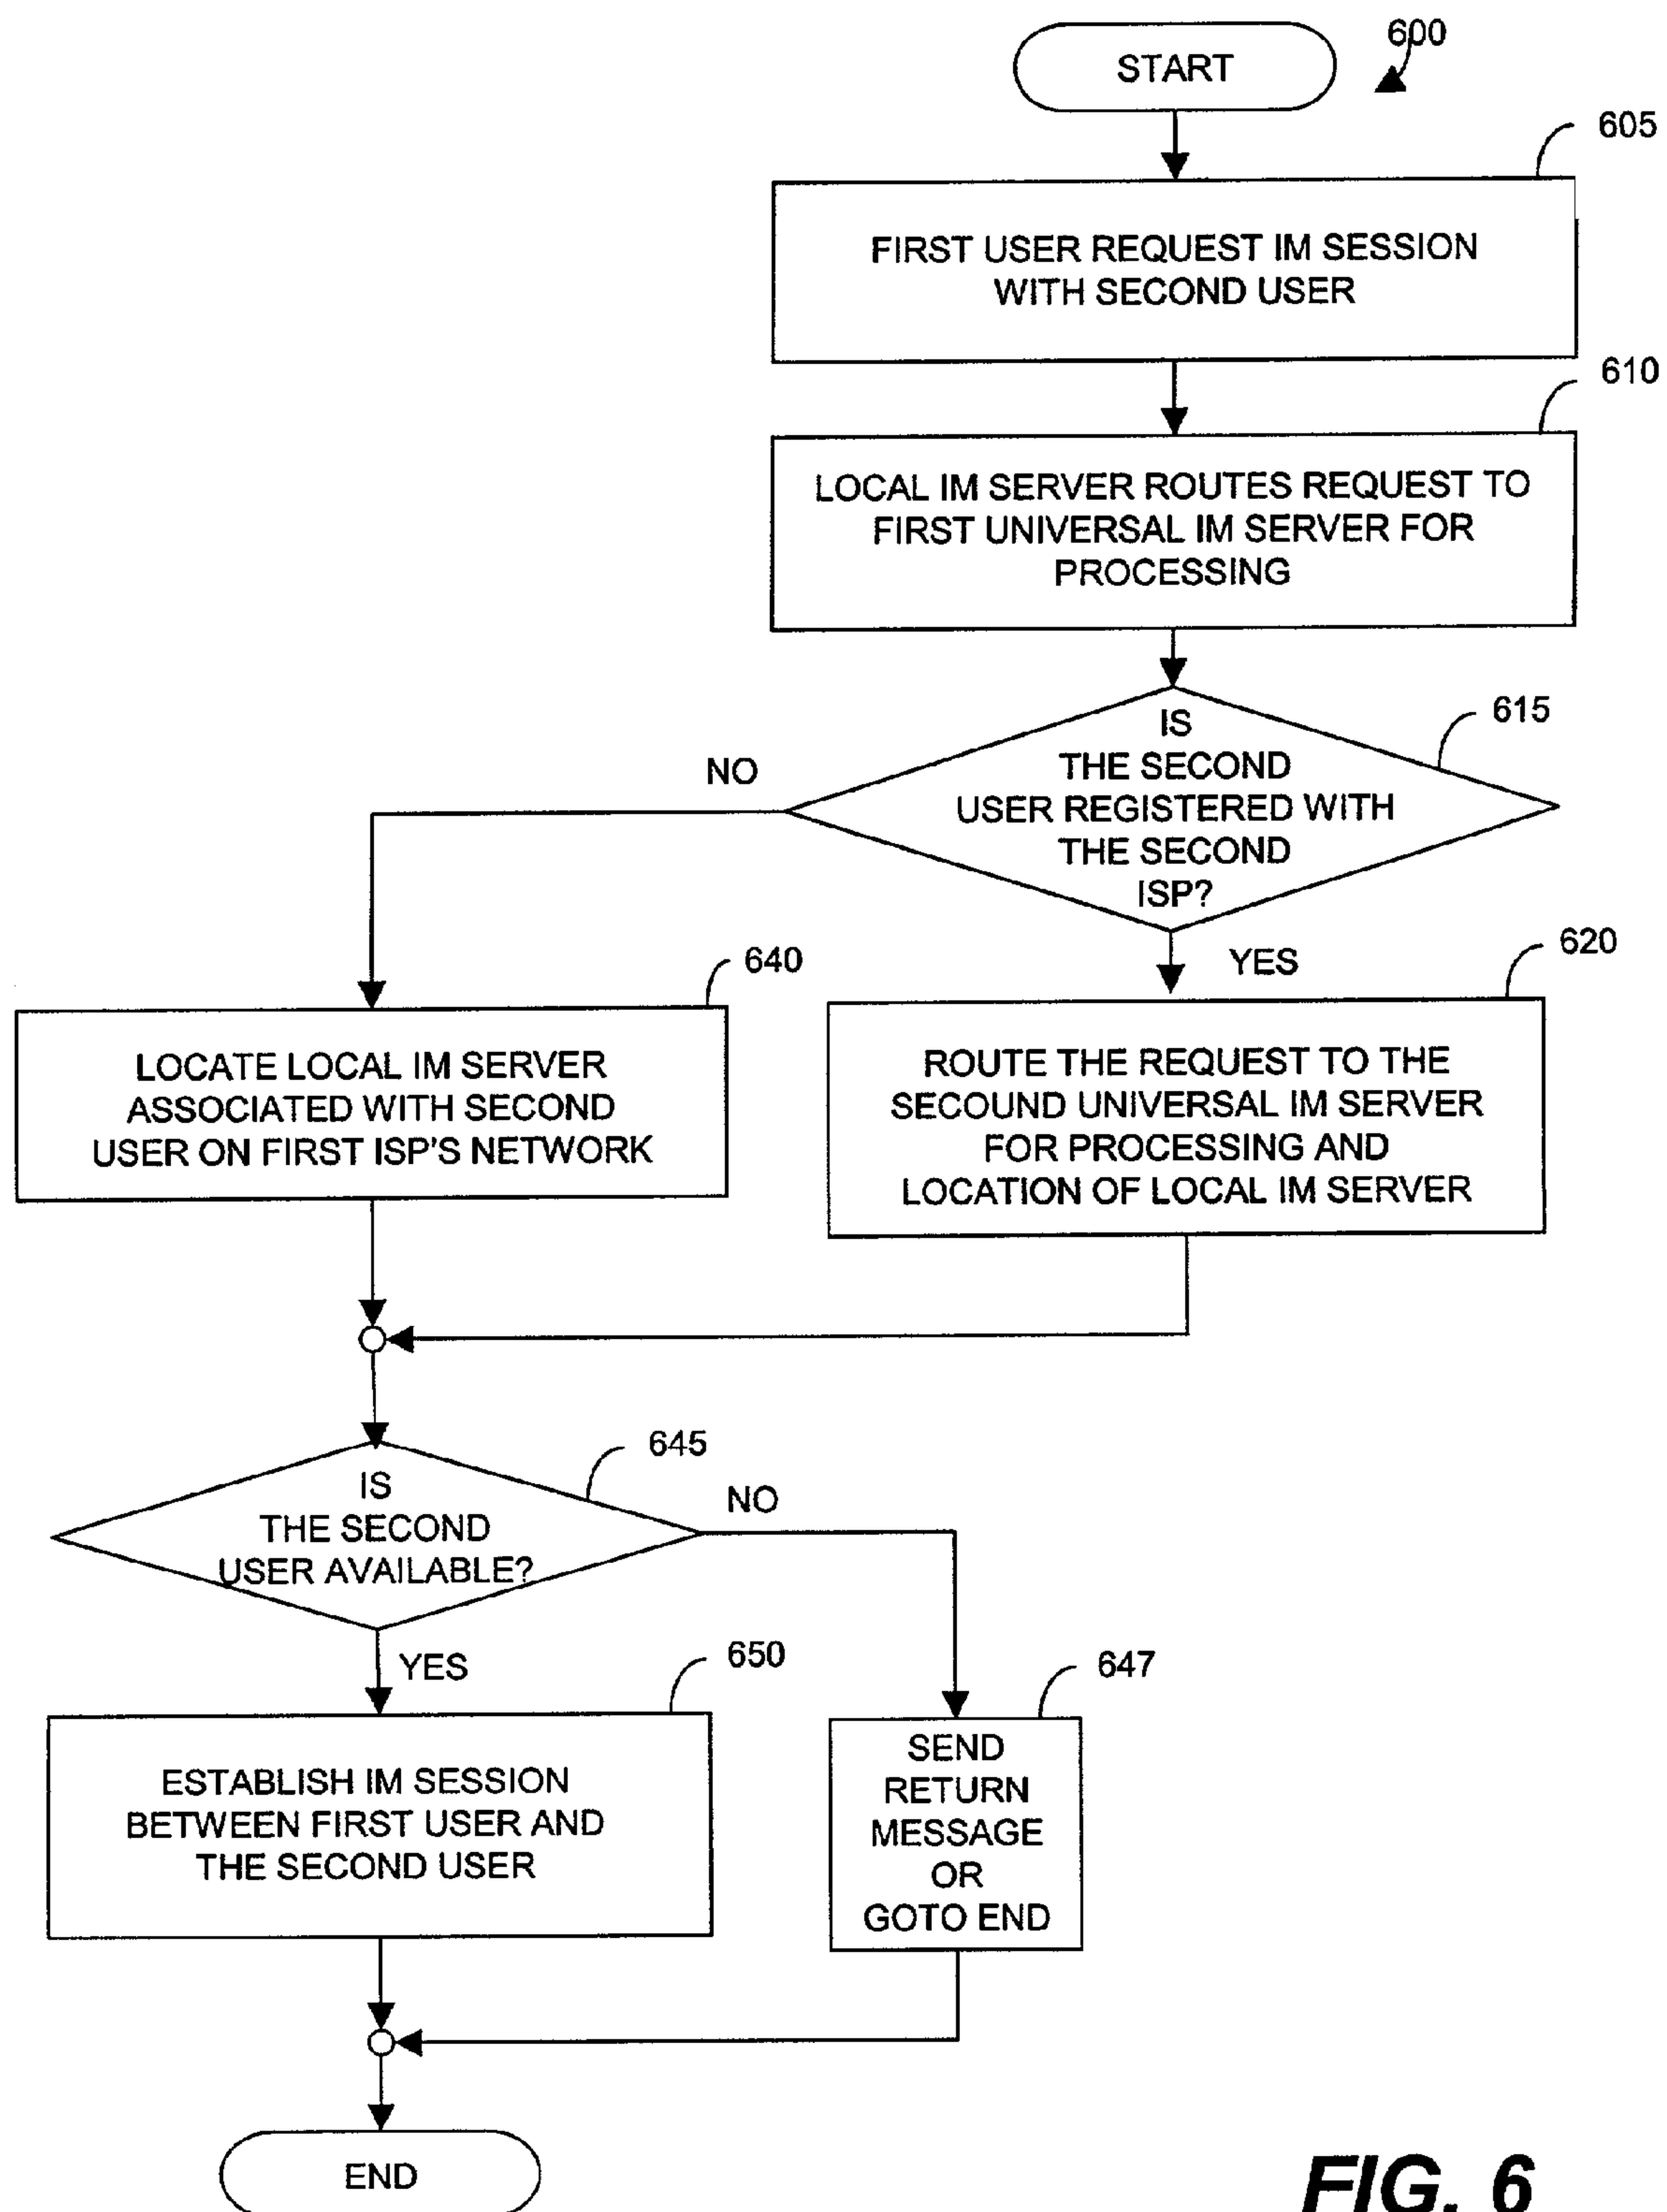 START
600
605
FIRST USER REQUEST IM SESSION
WITH SECOND USER
610
LOCAL IM SERVER ROUTES REQUEST TO
FIRST UNIVERSAL IM SERVER FOR
PROCESSING
615
IS
THE SECOND
USER REGISTERED WITH
THE SECOND
ISP?
NO
YES
640
LOCATE LOCAL IM SERVER
ASSOCIATED WITH SECOND
USER ON FIRST ISP'S NETWORK
620
ROUTE THE REQUEST TO THE
SECOUND UNIVERSAL IM SERVER
FOR PROCESSING AND
LOCATION OF LOCAL IM SERVER
645
IS
THE SECOND
USER AVAILABLE?
NO
YES
650
ESTABLISH IM SESSION
BETWEEN FIRST USER AND
THE SECOND USER
647
SEND
RETURN
MESSAGE
OR
GOTO END
END
FIG. 6